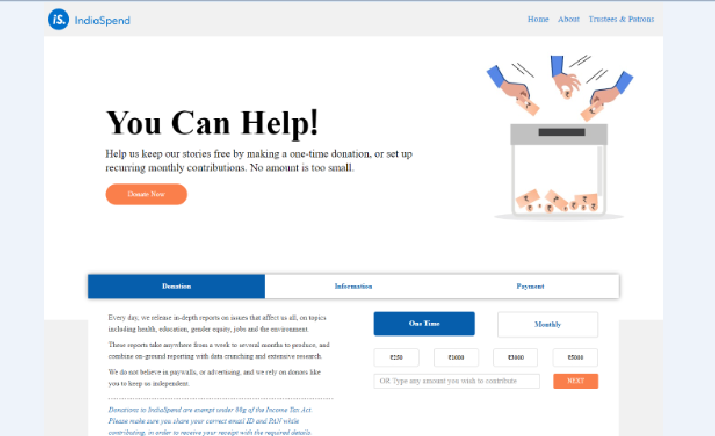 iS. IndiaSpend
Home About Trustees & Patrons
You Can Help!
Help us keep our stories free by making a one-time donation, or set up
recurring monthly contributions. No amount is too small.
Donate Now
Donation Information Payment
Every day, we release in-depth reports on issues that affect us all, on topics
including health, education, gender equity, jobs and the environment.
These reports take anywhere from a week to several months to produce, and
combine on-ground reporting with data crunching and extensive research.
We do not believe in paywalls, or advertising, and we rely on donors like
you to keep us independent.
Donations to IndiaSpend are exempt under 80g of the Income Tax Act.
Please make sure you share your correct email ID and PAN while
contributing, in order to receive your receipt with the required details.
One Time Monthly
₹250 ₹1000 ₹3000 ₹5000
OR Type any amount you wish to contribute NEXT